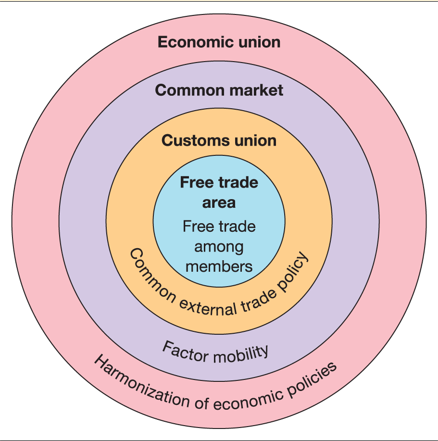 Economic union
Common market
Customs union
Free trade
area
Free trade
among
members
Common external trade policy
Factor mobility
Harmonization of economic policies